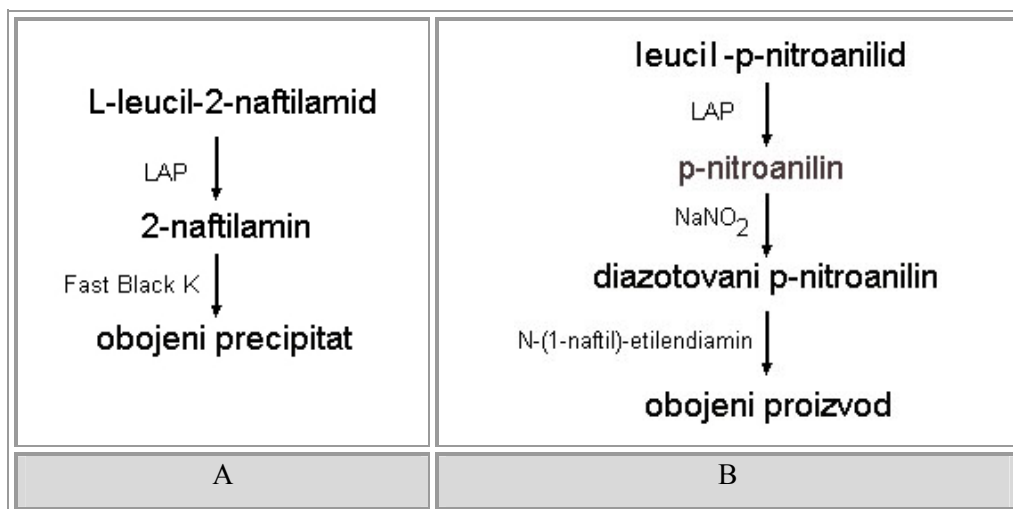 L-leucil-2-naftilamid
LAP
2-naftilamin
Fast Black K
obojeni precipitat
A
leucil-p-nitroanilid
LAP
p-nitroanilin
NaNO2
diazotovani p-nitroanilin
N-(1-naftil)-etilendiamin
obojeni proizvod
B